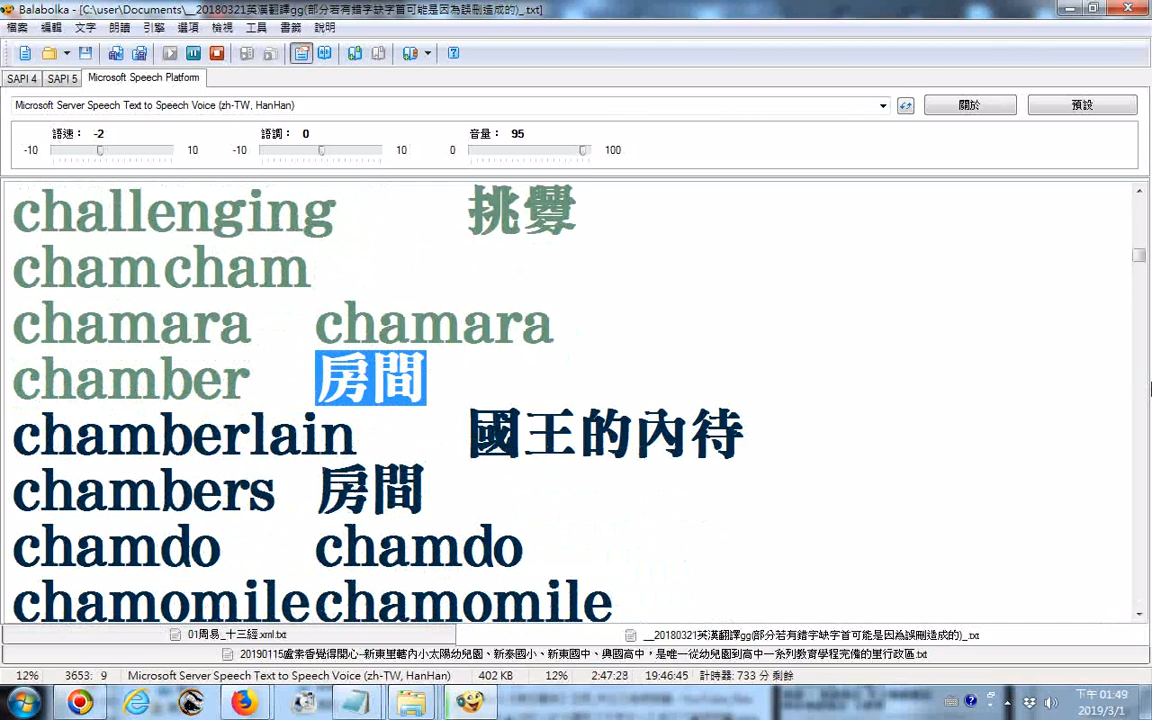 Balabolka - [C:\user\Documents\__20180321英漢翻譯gg(部分若有錯字缺字首可能是因為誤刪造成的)_.txt]
檔案 編輯 文字 朗讀 引擎 選項 檢視 工具 書籤 說明
SAPI 4 SAPI 5 Microsoft Speech Platform
Microsoft Server Speech Text to Speech Voice (zh-TW, HanHan) 關於 預設
語速： -2 語調： 0 音量： 95
-10 10 -10 10 0 100
challenging 挑釁
chamcham
chamara chamara
chamber 房間
chamberlain 國王的內待
chambers 房間
chamdo chamdo
chamomile chamomile
01周易_十三經.xml.txt __20180321英漢翻譯gg(部分若有錯字缺字首可能是因為誤刪造成的)_.txt
20190115盧素香覺得開心-新東里轄內小太陽幼兒園、新泰國小、新東國中、興國高中，是唯一從幼兒園到高中一系列教育學程完備的里行政區.txt
12% 3653: 9 Microsoft Server Speech Text to Speech Voice (zh-TW, HanHan) 402 KB 12% 2:47:28 19:46:45 計時器: 733 分 剩餘
下午 01:49
2019/3/1